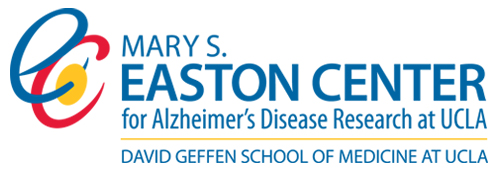 MARY S.
EASTON CENTER
for Alzheimer's Disease Research at UCLA
DAVID GEFFEN SCHOOL OF MEDICINE AT UCLA